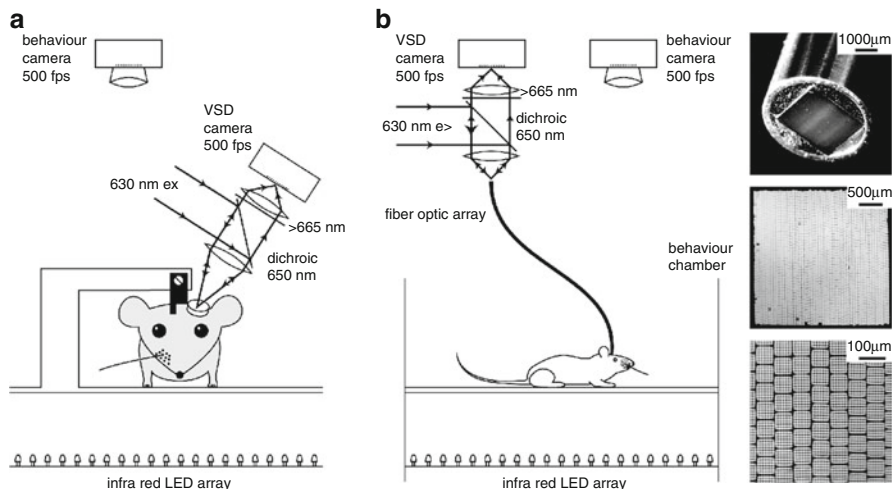 a
behaviour
camera
500 fps
VSD
camera
500 fps
630 nm ex
>665 nm
dichroic
650 nm
infra red LED array
b
VSD
camera
500 fps
behaviour
camera
500 fps
>665 nm
630 nm e>
dichroic
650 nm
fiber optic array
behaviour
chamber
infra red LED array
1000µm
500µm
100µm